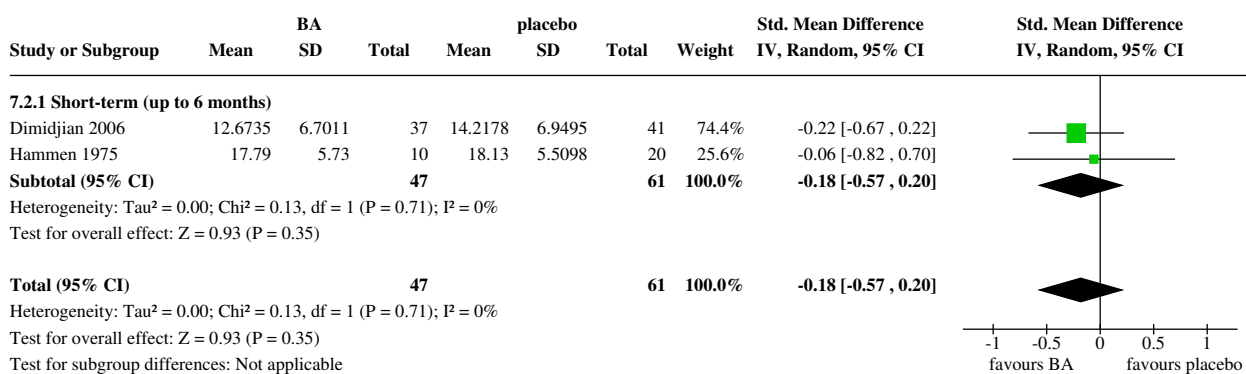 BA placebo Std. Mean Difference Std. Mean Difference
Study or Subgroup Mean SD Total Mean SD Total Weight IV, Random, 95% CI IV, Random, 95% CI
7.2.1 Short-term (up to 6 months)
Dimidjian 2006 12.6735 6.7011 37 14.2178 6.9495 41 74.4% -0.22 [-0.67 , 0.22]
Hammen 1975 17.79 5.73 10 18.13 5.5098 20 25.6% -0.06 [-0.82 , 0.70]
Subtotal (95% CI) 47 61 100.0% -0.18 [-0.57 , 0.20]
Heterogeneity: Tau² = 0.00; Chi² = 0.13, df = 1 (P = 0.71); I² = 0%
Test for overall effect: Z = 0.93 (P = 0.35)
Total (95% CI) 47 61 100.0% -0.18 [-0.57 , 0.20]
Heterogeneity: Tau² = 0.00; Chi² = 0.13, df = 1 (P = 0.71); I² = 0%
Test for overall effect: Z = 0.93 (P = 0.35) -1 -0.5 0 0.5 1
Test for subgroup differences: Not applicable favours BA favours placebo